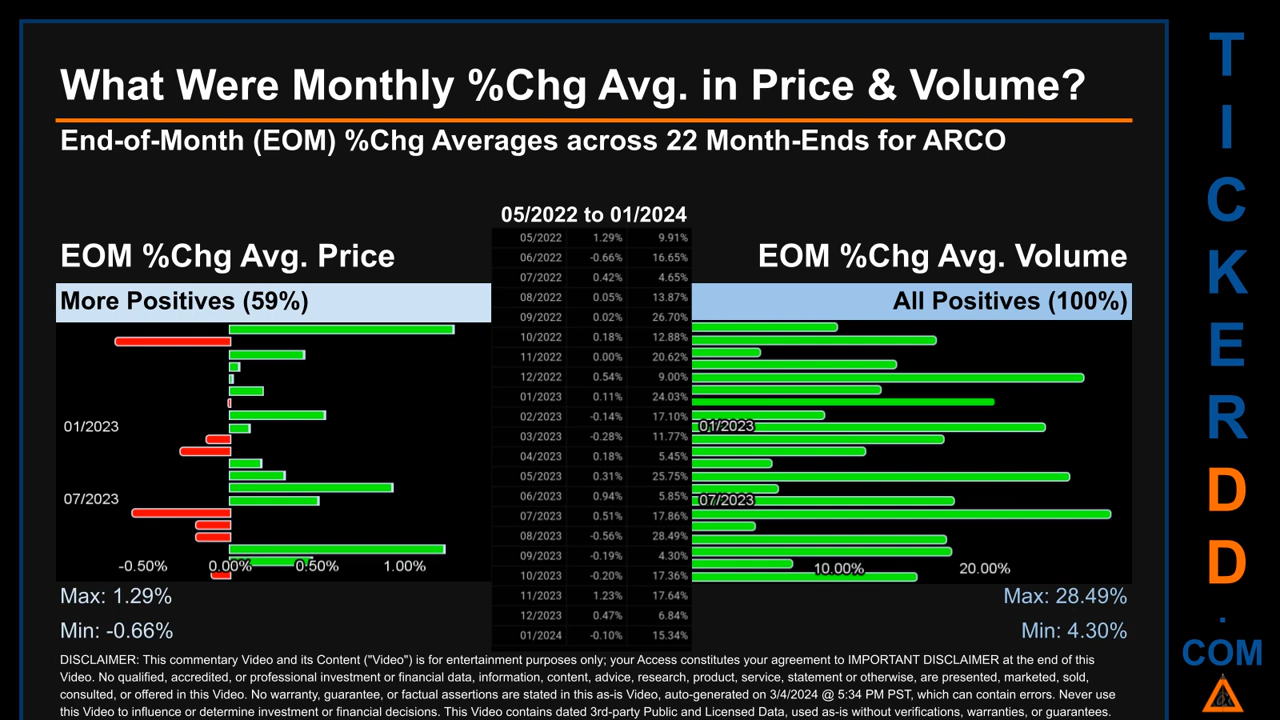 What Were Monthly %Chg Avg. in Price & Volume?
End-of-Month (EOM) %Chg Averages across 22 Month-Ends for ARCO
05/2022 to 01/2024
EOM %Chg Avg. Price
EOM %Chg Avg. Volume
More Positives (59%)
All Positives (100%)
05/2022 1.29% 9.91%
06/2022 -0.66% 16.65%
07/2022 0.42% 4.65%
08/2022 0.05% 13.87%
09/2022 0.02% 26.70%
10/2022 0.18% 12.88%
11/2022 0.00% 20.62%
12/2022 0.54% 9.00%
01/2023 0.11% 24.03%
02/2023 -0.14% 17.10%
03/2023 -0.28% 11.77%
04/2023 0.18% 5.45%
05/2023 0.31% 25.75%
06/2023 0.94% 5.85%
07/2023 0.51% 17.86%
08/2023 -0.56% 28.49%
09/2023 -0.19% 4.30%
10/2023 -0.20% 17.36%
11/2023 1.23% 17.64%
12/2023 0.47% 6.84%
01/2024 -0.10% 15.34%
01/2023
07/2023
-0.50% 0.00% 0.50% 1.00%
01/2023
07/2023
10.00% 20.00%
Max: 1.29%
Min: -0.66%
Max: 28.49%
Min: 4.30%
DISCLAIMER: This commentary Video and its Content ("Video") is for entertainment purposes only; your Access constitutes your agreement to IMPORTANT DISCLAIMER at the end of this
Video. No qualified, accredited, or professional investment or financial data, information, content, advice, research, product, service, statement or otherwise, are presented, marketed, sold,
consulted, or offered in this Video. No warranty, guarantee, or factual assertions are stated in this as-is Video, auto-generated on 3/4/2024 @ 5:34 PM PST, which can contain errors. Never use
this Video to influence or determine investment or financial decisions. This Video contains dated 3rd-party Public and Licensed Data, used as-is without verifications, warranties, or guarantees.
T
I
C
K
E
R
D
D
.
COM